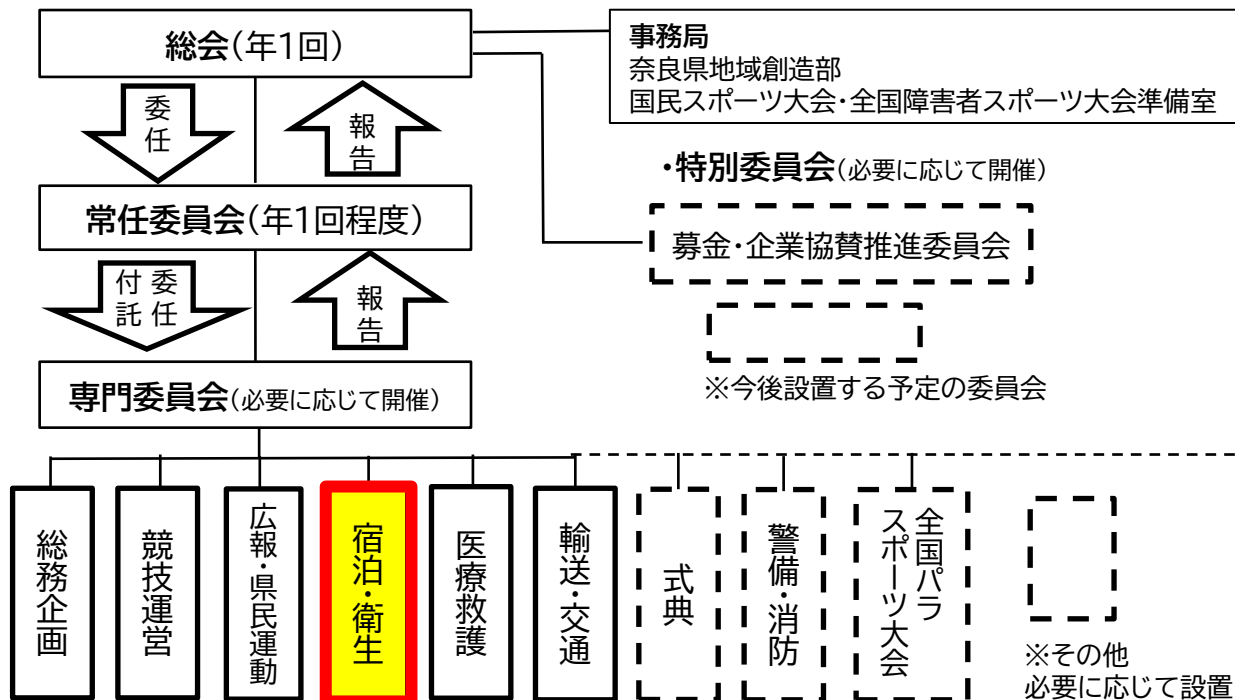 総会(年1回)
事務局
奈良県地域創造部
国民スポーツ大会・全国障害者スポーツ大会準備室
委任
報告
・特別委員会(必要に応じて開催)
常任委員会(年1回程度)
募金・企業協賛推進委員会
委任
付託
報告
※今後設置する予定の委員会
専門委員会(必要に応じて開催)
総務企画
競技運営
広報・県民運動
宿泊・衛生
医療救護
輸送・交通
式典
警備・消防
全国パラ
スポーツ大会
※その他
必要に応じて設置